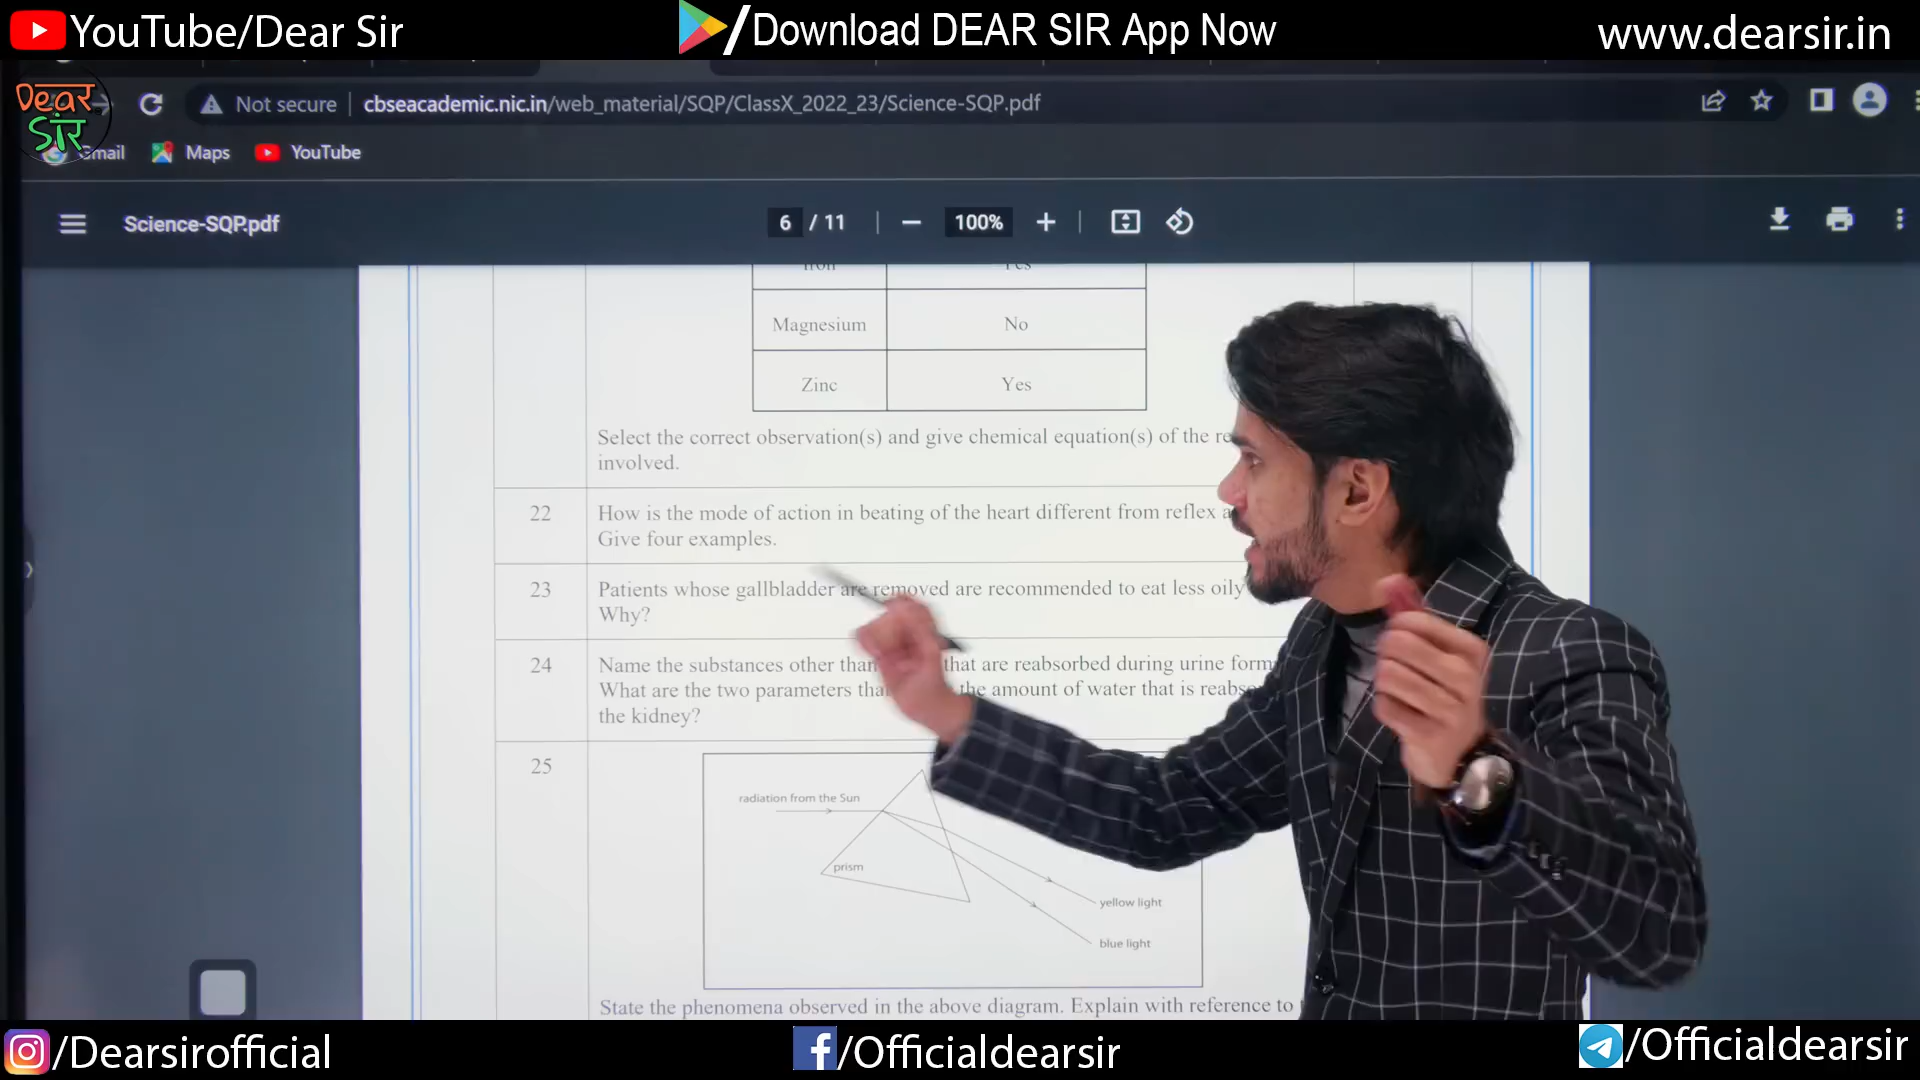 YouTube/Dear Sir
/Download DEAR SIR App Now
www.dearsir.in
Dear
सर
Not secure | cbseacademic.nic.in/web_material/SQP/ClassX_2022_23/Science-SQP.pdf
Gmail Maps YouTube
Science-SQP.pdf
6 / 11
100%
Iron Yes
Magnesium No
Zinc Yes
Select the correct observation(s) and give chemical equation(s) of the
involved.
22 How is the mode of action in beating of the heart different from reflex
Give four examples.
23 Patients whose gallbladder are removed are recommended to eat less oily
Why?
24 Name the substances other than that are reabsorbed during urine
What are the two parameters the amount of water that is
the kidney?
25
radiation from the Sun
prism
yellow light
blue light
State the phenomena observed in the above diagram. Explain with reference to
/Dearsirofficial
/Officialdearsir
/Officialdearsir